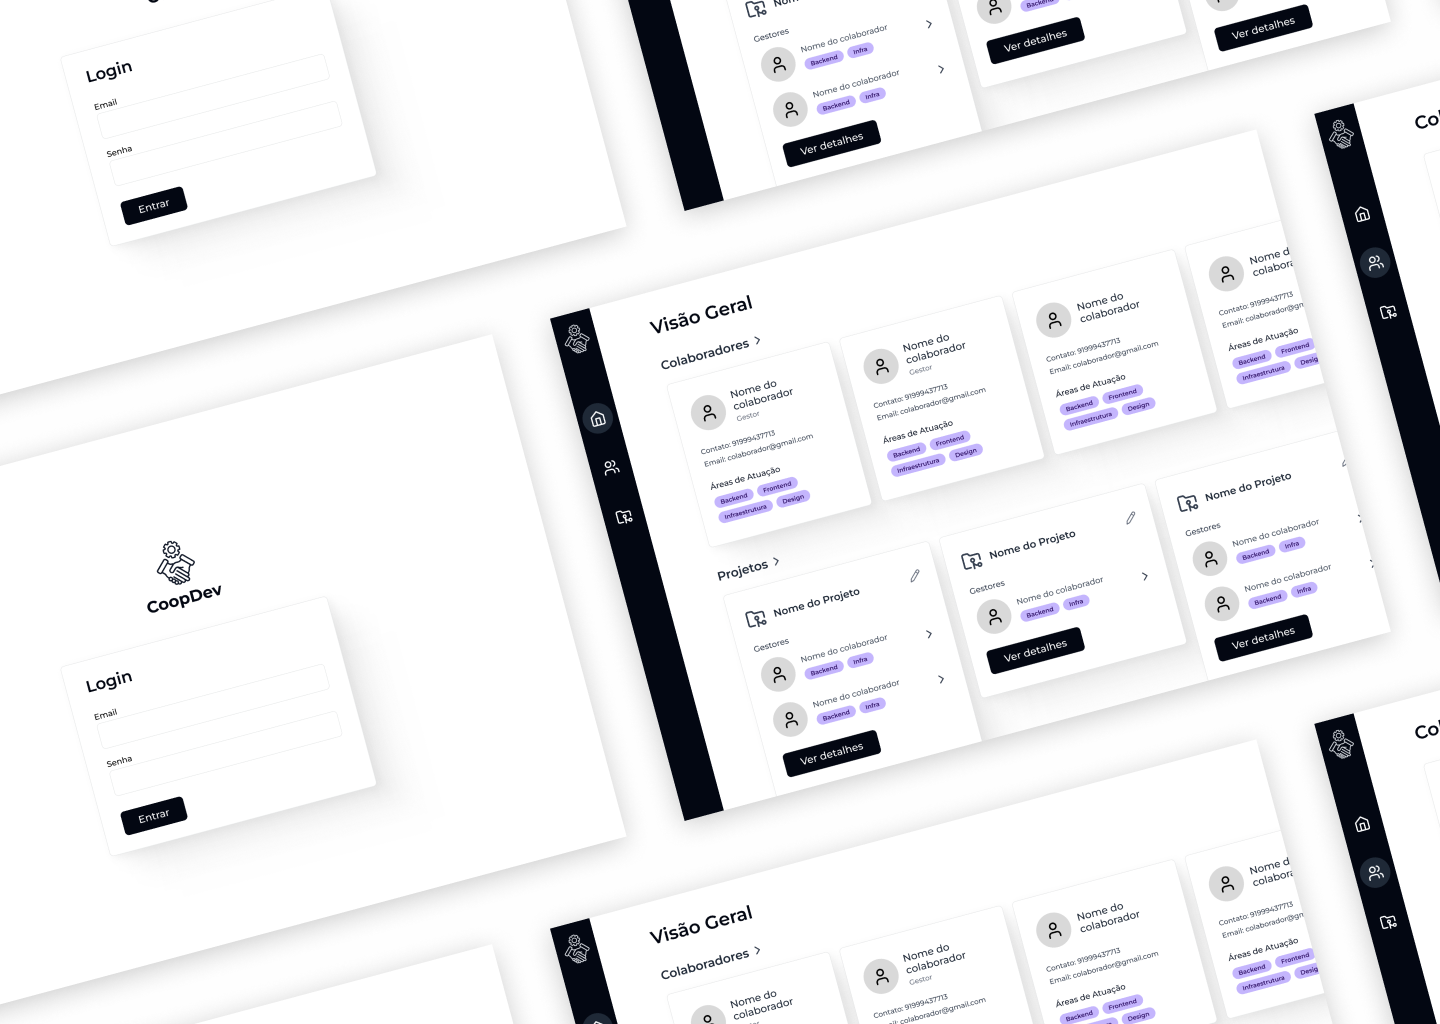 Login
Email
Senha
Entrar
Gestores
Nome do colaborador
Backend Infra
Nome do colaborador
Backend Infra
Ver detalhes
Ver detalhes
Ver detalhes
CoopDev
Login
Email
Senha
Entrar
Visão Geral
Colaboradores
Nome do
colaborador
Gestor
Contato: 91999437713
Email: colaborador@gmail.com
Áreas de Atuação
Backend Frontend
Infraestrutura Design
Nome do
colaborador
Gestor
Contato: 91999437713
Email: colaborador@gmail.com
Áreas de Atuação
Backend Frontend
Infraestrutura Design
Nome do
colaborador
Contato: 91999437713
Email: colaborador@gmail.com
Áreas de Atuação
Backend Frontend
Infraestrutura Design
Nome d
colabora
Contato: 91999437713
Email: colaborador@gm
Áreas de Atuação
Backend Frontend
Infraestrutura Desig
Projetos
Nome do Projeto
Gestores
Nome do colaborador
Backend Infra
Nome do colaborador
Backend Infra
Ver detalhes
Nome do Projeto
Gestores
Nome do colaborador
Backend Infra
Ver detalhes
Nome do Projeto
Gestores
Nome do colaborador
Backend Infra
Nome do colaborador
Backend Infra
Ver detalhes
Visão Geral
Colaboradores
Nome do
colaborador
Nome do
colaborador
Gestor
Contato: 91999437713
colaborador@gmail.com
Nome do
colaborador
Contato: 91999437713
Email: colaborador@gmail.com
Áreas de Atuação
Backend Frontend
Design
Nome d
colabora
Contato: 91999437713
Email: colaborador@gm
Áreas de Atuação
Backend Frontend
Infraestrutura Desig
Col
Col